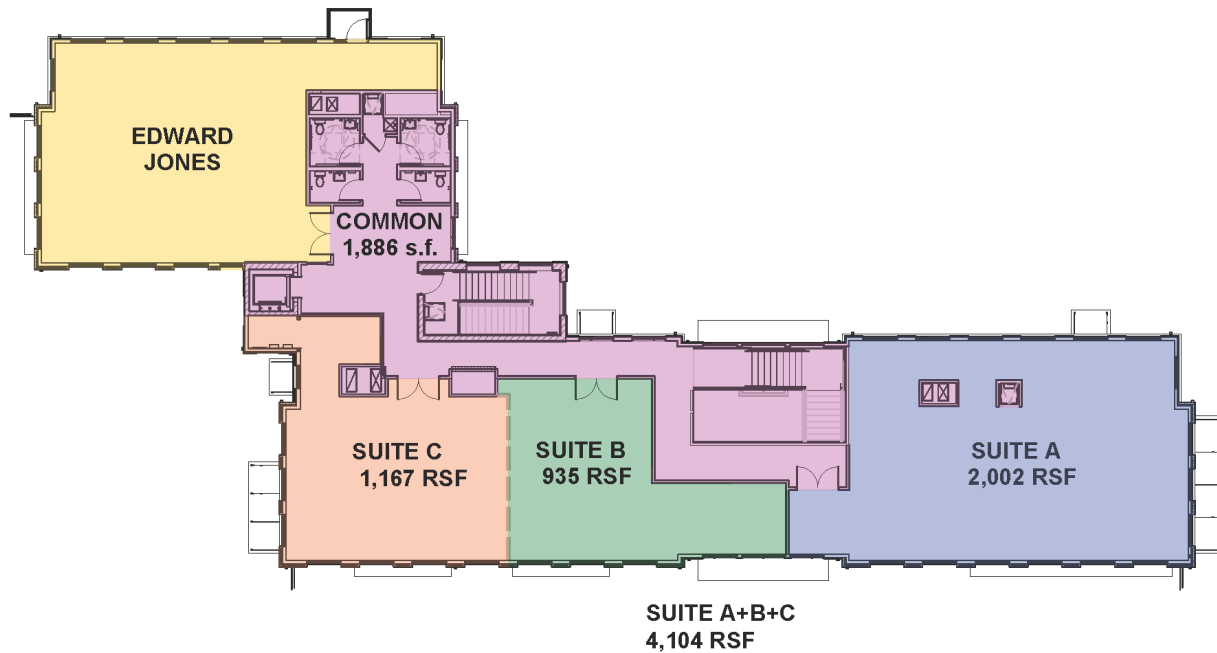 EDWARD
JONES
COMMON
1,886 s.f.
SUITE C
1,167 RSF
SUITE B
935 RSF
SUITE A
2,002 RSF
SUITE A+B+C
4,104 RSF